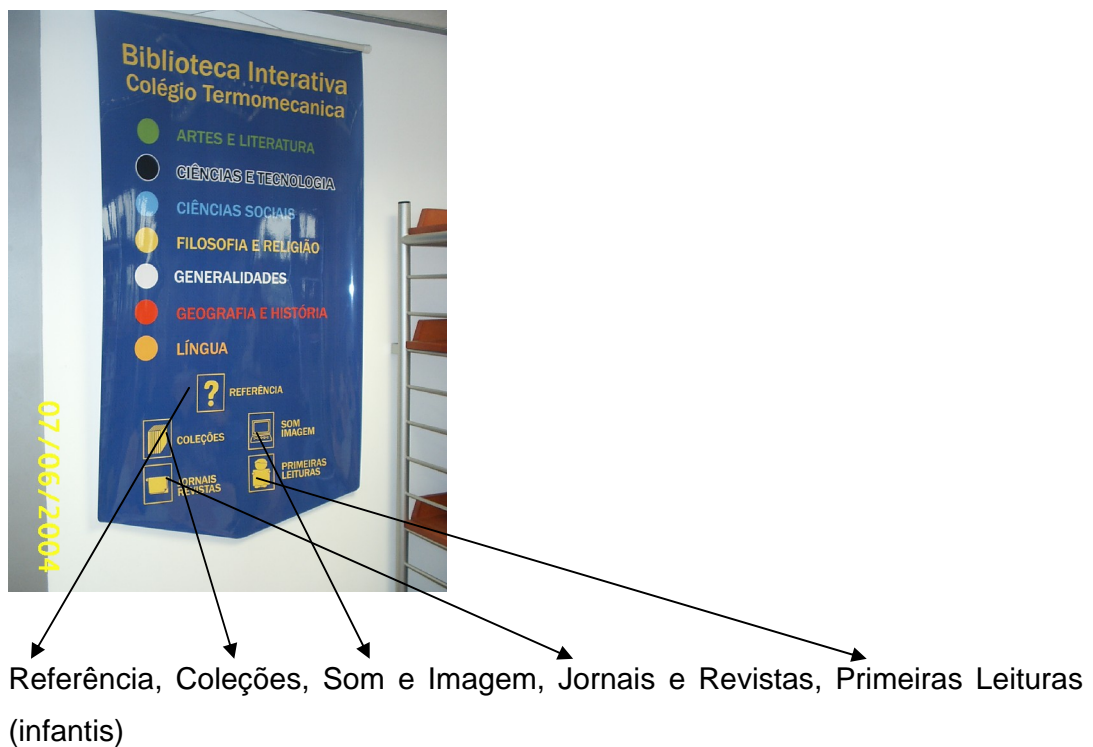 Biblioteca Interativa
Colégio Termomecanica
ARTES E LITERATURA
CIÊNCIAS E TECNOLOGIA
CIÊNCIAS SOCIAIS
FILOSOFIA E RELIGIÃO
GENERALIDADES
GEOGRAFIA E HISTÓRIA
LÍNGUA
? REFERÊNCIA
COLEÇÕES
SOM
IMAGEM
JORNAIS
REVISTAS
PRIMEIRAS
LEITURAS
07/06/2004
Referência, Coleções, Som e Imagem, Jornais e Revistas, Primeiras Leituras
(infantis)